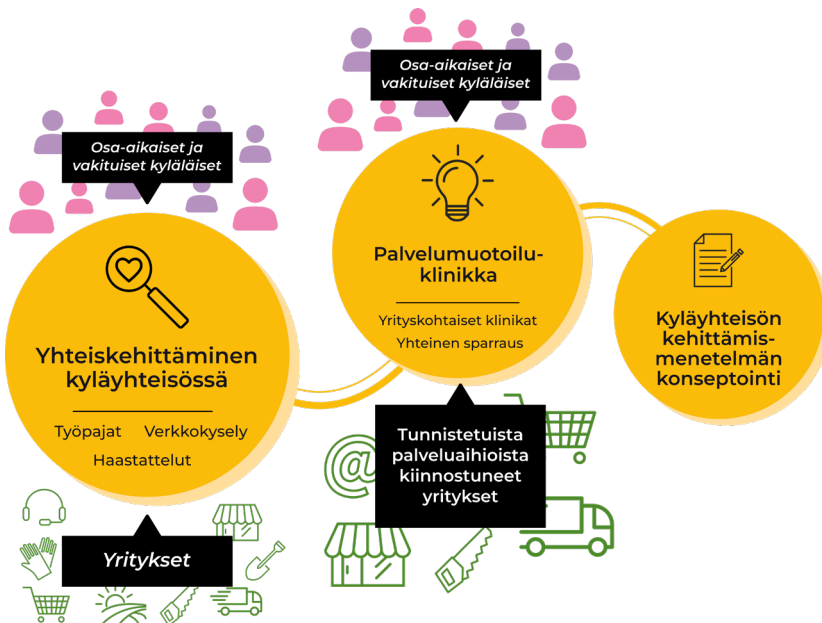 Osa-aikaiset ja
vakituiset kyläläiset
Yhteiskehittäminen
kyläyhteisössä
Työpajat Verkkokysely
Haastattelut
Yritykset
Osa-aikaiset ja
vakituiset kyläläiset
Palvelumuotoilu-
klinikka
Yrityskohtaiset klinikat
Yhteinen sparraus
@
Tunnistetuista
palveluaihioista
kiinnostuneet
yritykset
Kyläyhteisön
kehittämis-
menetelmän
konseptointi